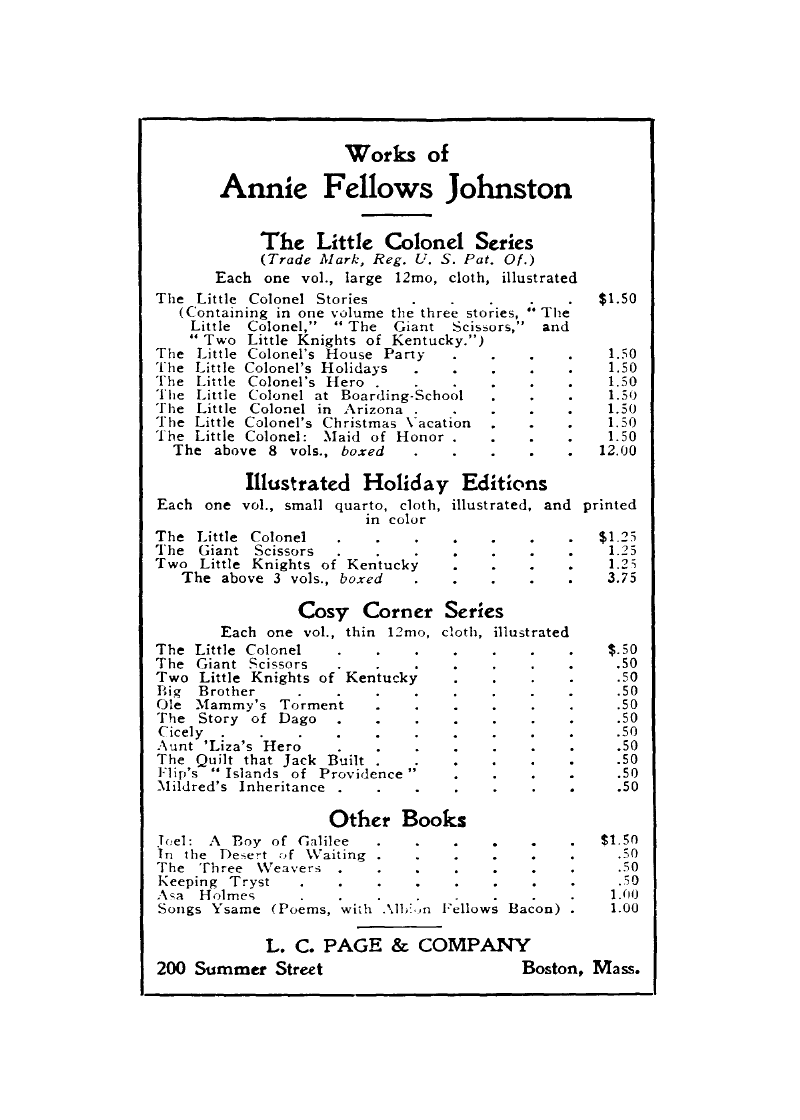 Works of
Annie Fellows Johnston
The Little Colonel Series
(Trade Mark, Reg. U. S. Pat. Of.)
Each one vol., large 12mo, cloth, illustrated
The Little Colonel Stories . . . . . $1.50
(Containing in one volume the three stories, "The
Little Colonel," "The Giant Scissors," and
"Two Little Knights of Kentucky.")
The Little Colonel's House Party . . . . 1.50
The Little Colonel's Holidays . . . . . 1.50
The Little Colonel's Hero . . . . . . 1.50
The Little Colonel at Boarding-School . . . 1.50
The Little Colonel in Arizona . . . . . 1.50
The Little Colonel's Christmas Vacation . . . 1.50
The Little Colonel: Maid of Honor . . . . 1.50
The above 8 vols., boxed . . . . . 12.00
Illustrated Holiday Editions
Each one vol., small quarto, cloth, illustrated, and printed
in color
The Little Colonel . . . . . . . $1.25
The Giant Scissors . . . . . . . 1.25
Two Little Knights of Kentucky . . . . 1.25
The above 3 vols., boxed . . . . . 3.75
Cosy Corner Series
Each one vol., thin 12mo, cloth, illustrated
The Little Colonel . . . . . . . $.50
The Giant Scissors . . . . . . . .50
Two Little Knights of Kentucky . . . . .50
Big Brother . . . . . . . . .50
Ole Mammy's Torment . . . . . . .50
The Story of Dago . . . . . . . .50
Cicely . . . . . . . . . . .50
Aunt 'Liza's Hero . . . . . . . .50
The Quilt that Jack Built . . . . . . .50
Flip's "Islands of Providence" . . . . .50
Mildred's Inheritance . . . . . . . .50
Other Books
Joel: A Boy of Galilee . . . . . . $1.50
In the Desert of Waiting . . . . . . .50
The Three Weavers . . . . . . . .50
Keeping Tryst . . . . . . . . .50
Asa Holmes . . . . . . . . 1.00
Songs Ysame (Poems, with Albion Fellows Bacon) . 1.00
L. C. PAGE & COMPANY
200 Summer Street Boston, Mass.